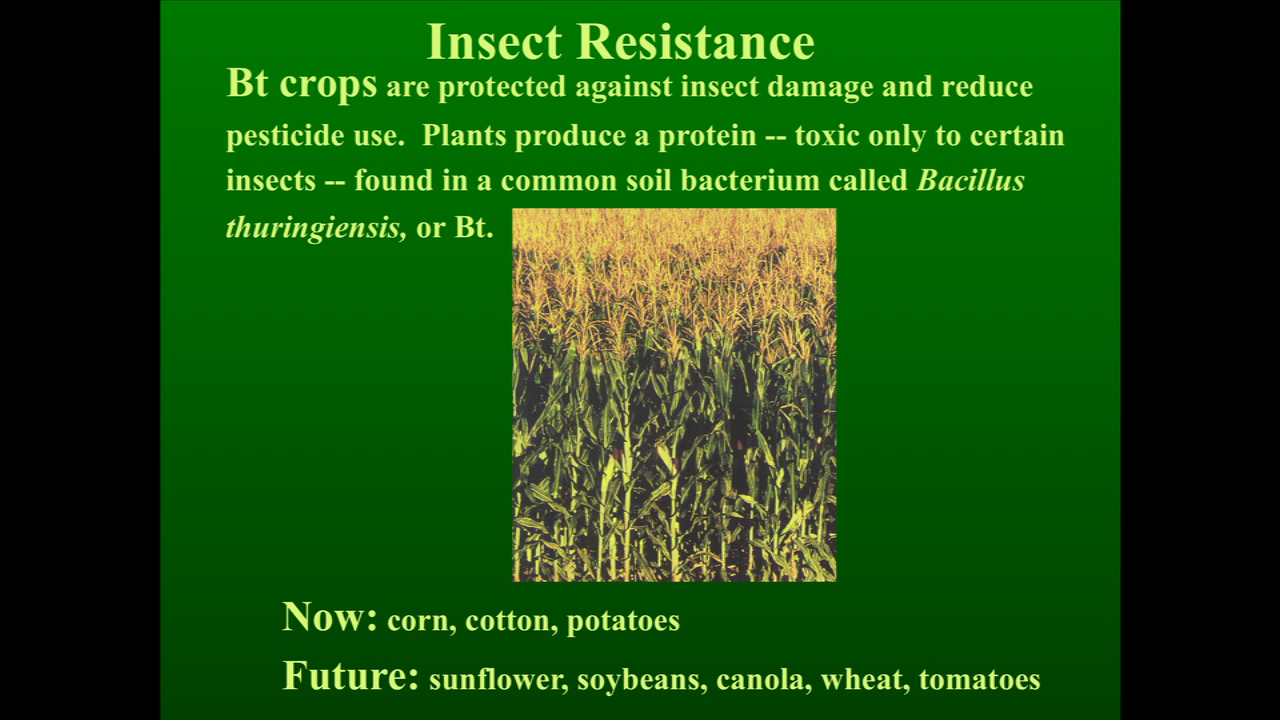 Insect Resistance
Bt crops are protected against insect damage and reduce
pesticide use.  Plants produce a protein -- toxic only to certain
insects -- found in a common soil bacterium called Bacillus
thuringiensis, or Bt.
Now: corn, cotton, potatoes
Future: sunflower, soybeans, canola, wheat, tomatoes